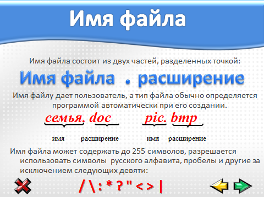 Имя файла
Имя файла состоит из двух частей, разделенных точкой:
Имя файла . расширение
Имя файлу дает пользователь, а тип файла обычно определяется
программой автоматически при его создании.
семья. doc pic. bmp
имя расширение имя расширение
Имя файла может содержать до 255 символов, разрешается
использовать символы русского алфавита, пробелы и другие за
исключением следующих девяти:
/ \ : * ? " < > |